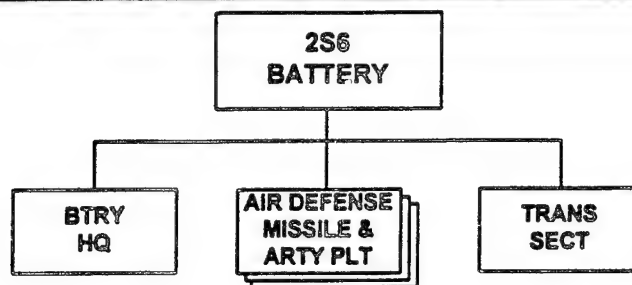 2S6
BATTERY
BTRY
HQ
AIR DEFENSE
MISSILE &
ARTY PLT
TRANS
SECT